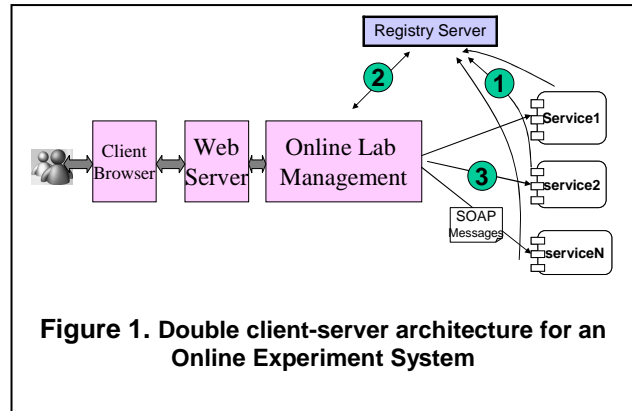 Registry Server
2
1
Client
Browser
Web
Server
Online Lab
Management
Service1
3
service2
SOAP
Messages
serviceN
Figure 1. Double client-server architecture for an
Online Experiment System